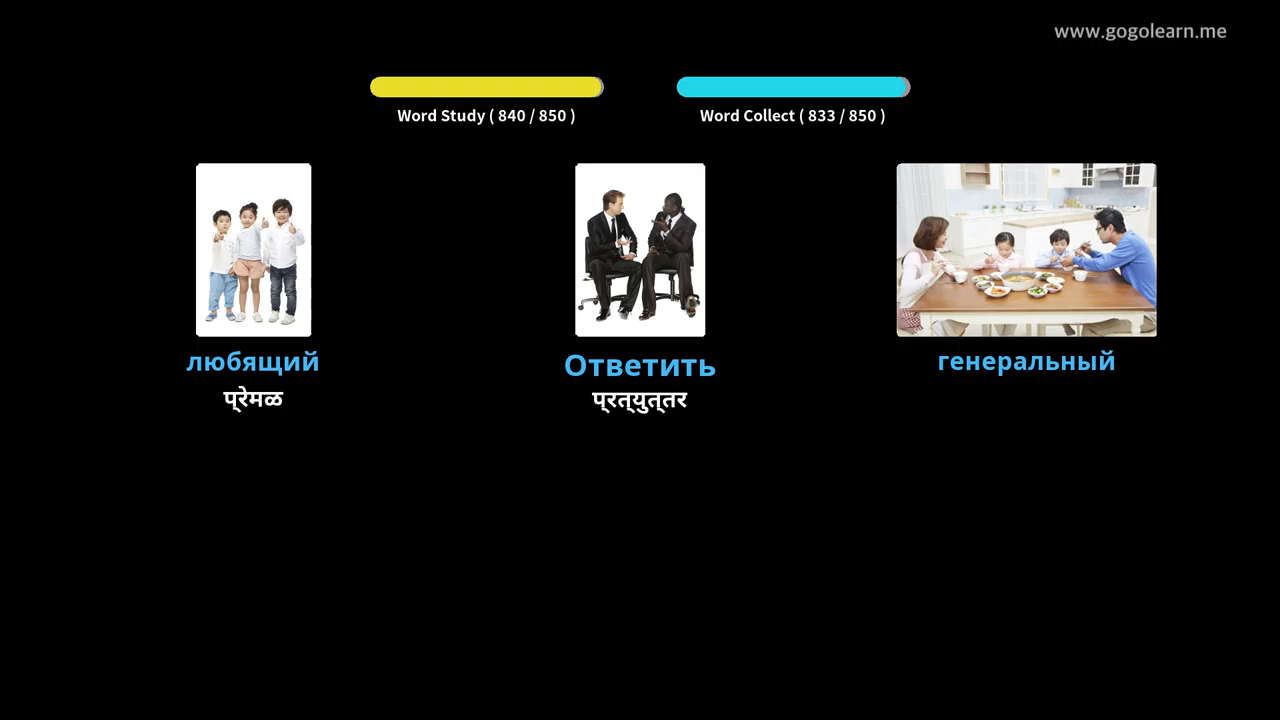 www.gogolearn.me
Word Study ( 840 / 850 )
Word Collect ( 833 / 850 )
любящий
Ответить
генеральный
प्रेमळ
प्रत्युत्तर